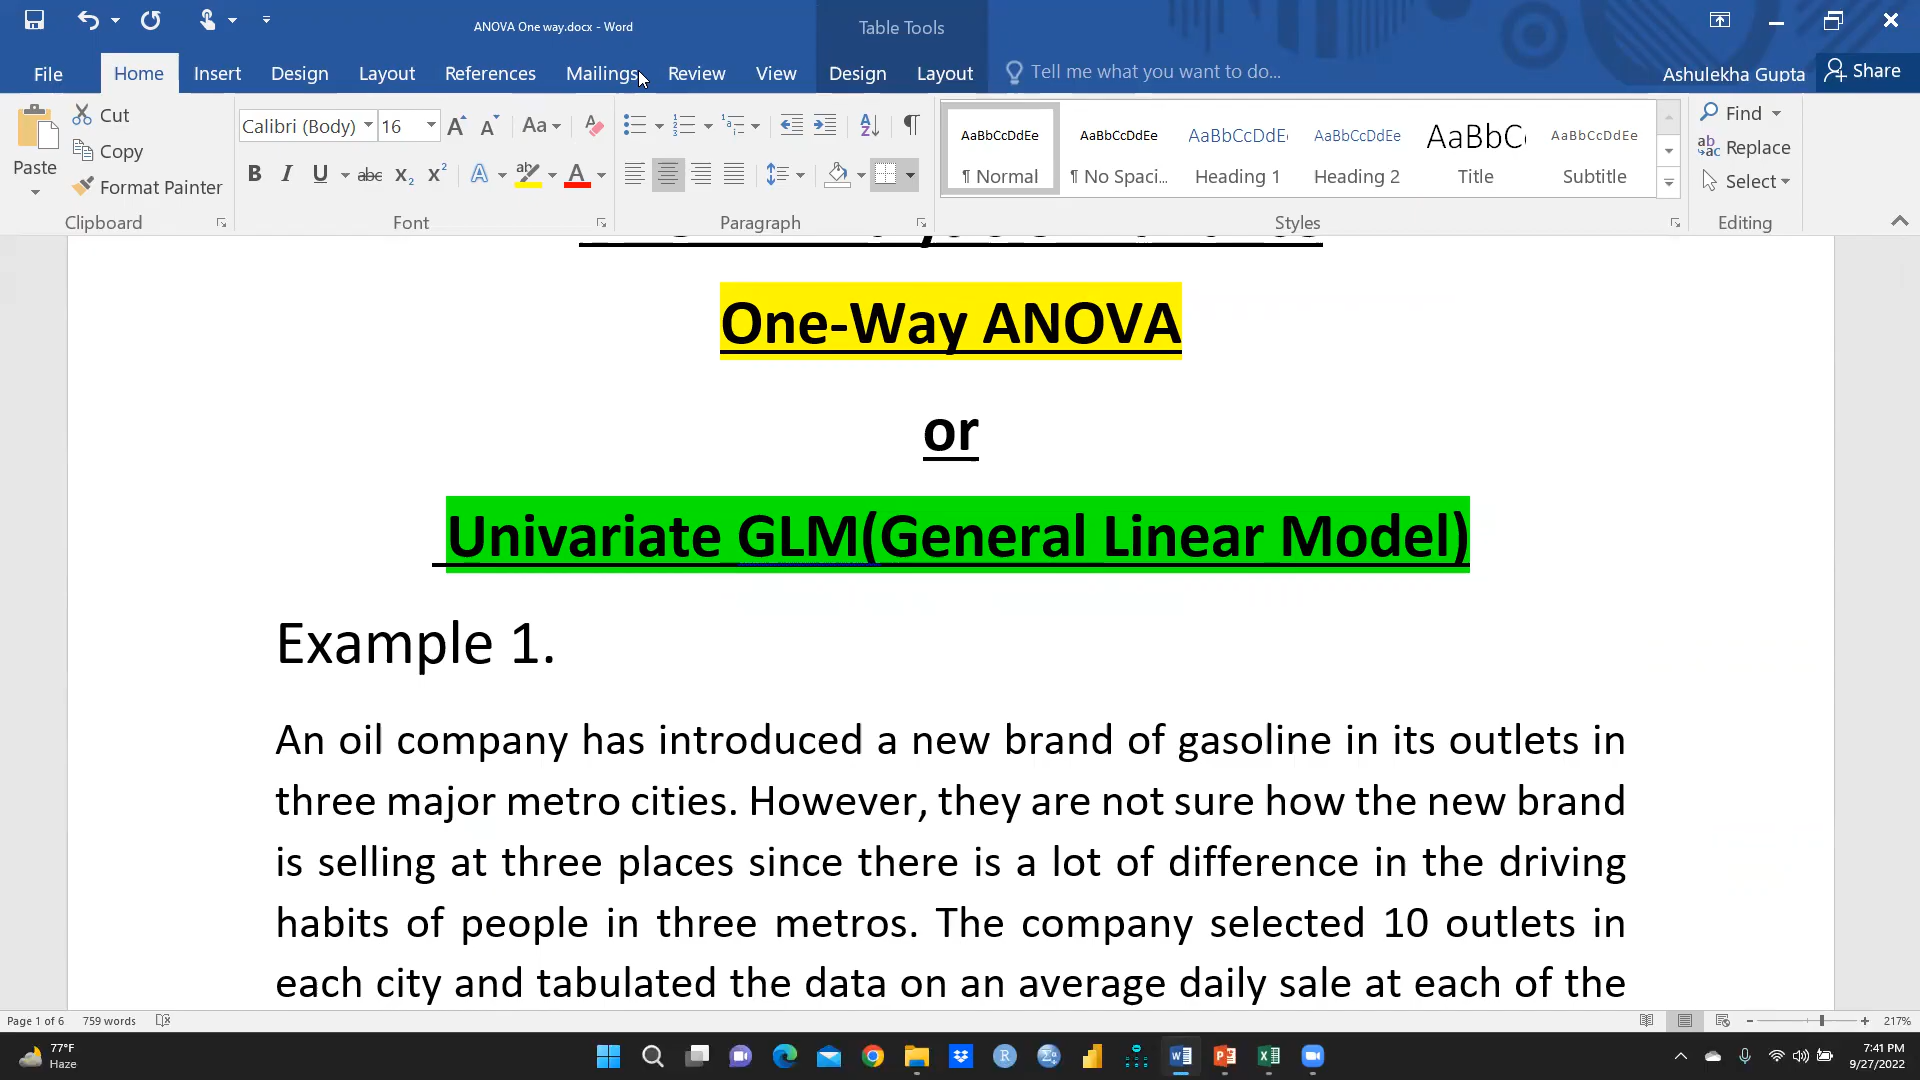 ANOVA One way.docx - Word
Table Tools
File
Home
Insert
Design
Layout
References
Mailings
Review
View
Design
Layout
Tell me what you want to do...
Ashulekha Gupta
Share
Paste
Cut
Copy
Format Painter
Clipboard
Calibri (Body)
16
Aa
B I U abc X₂ X² A ab A
Font
Paragraph
AaBbCcDdEe
¶ Normal
AaBbCcDdEe
¶ No Spaci...
AaBbCcDdE
Heading 1
AaBbCcDdEe
Heading 2
AaBbC
Title
AaBbCcDdEe
Subtitle
Styles
Find
Replace
Select
Editing
One-Way ANOVA
or
Univariate GLM(General Linear Model)
Example 1.
An oil company has introduced a new brand of gasoline in its outlets in
three major metro cities. However, they are not sure how the new brand
is selling at three places since there is a lot of difference in the driving
habits of people in three metros. The company selected 10 outlets in
each city and tabulated the data on an average daily sale at each of the
Page 1 of 6
759 words
217%
77°F
Haze
7:41 PM
9/27/2022